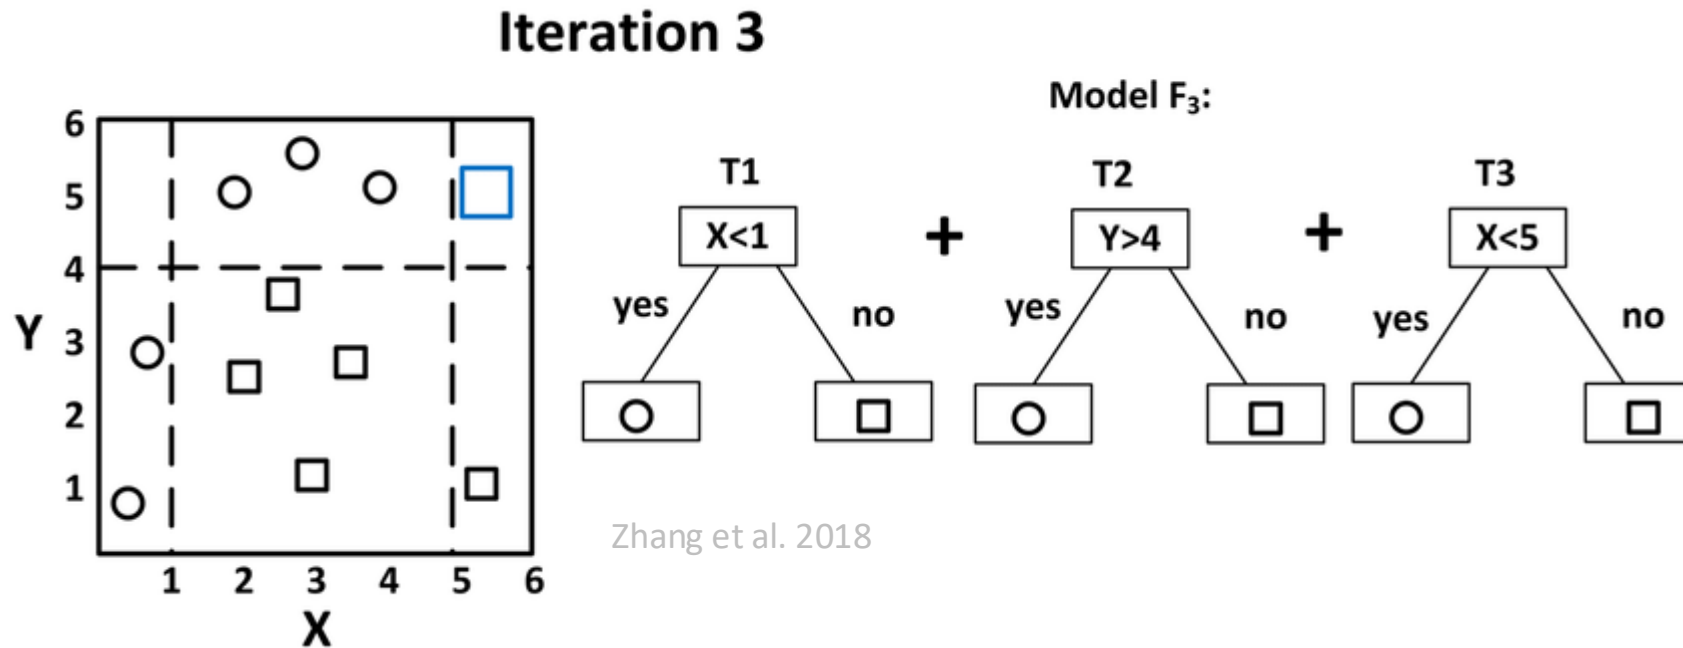 Iteration 3
Model F₃:
6
5
4
3
2
1
Y
1 2 3 4 5 6
X
T1
X<1
yes
no
+
T2
Y>4
yes
no
+
T3
X<5
yes
no
Zhang et al. 2018